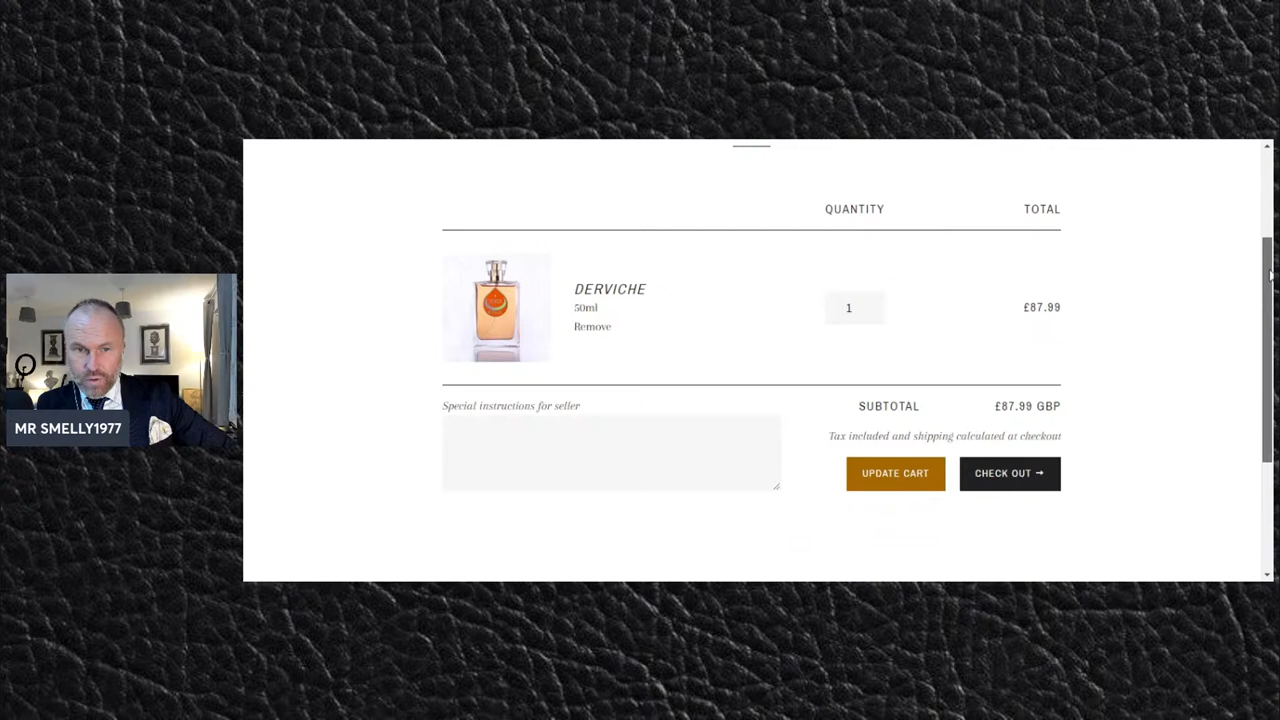 QUANTITY TOTAL
DERVICHE
50ml
Remove
1
£87.99
Special instructions for seller
SUBTOTAL £87.99 GBP
Tax included and shipping calculated at checkout
UPDATE CART
CHECK OUT →
MR SMELLY1977